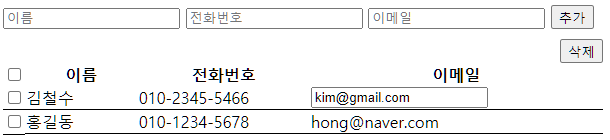 이름 전화번호 이메일 추가
삭제
이름 전화번호 이메일
김철수 010-2345-5466 kim@gmail.com
홍길동 010-1234-5678 hong@naver.com